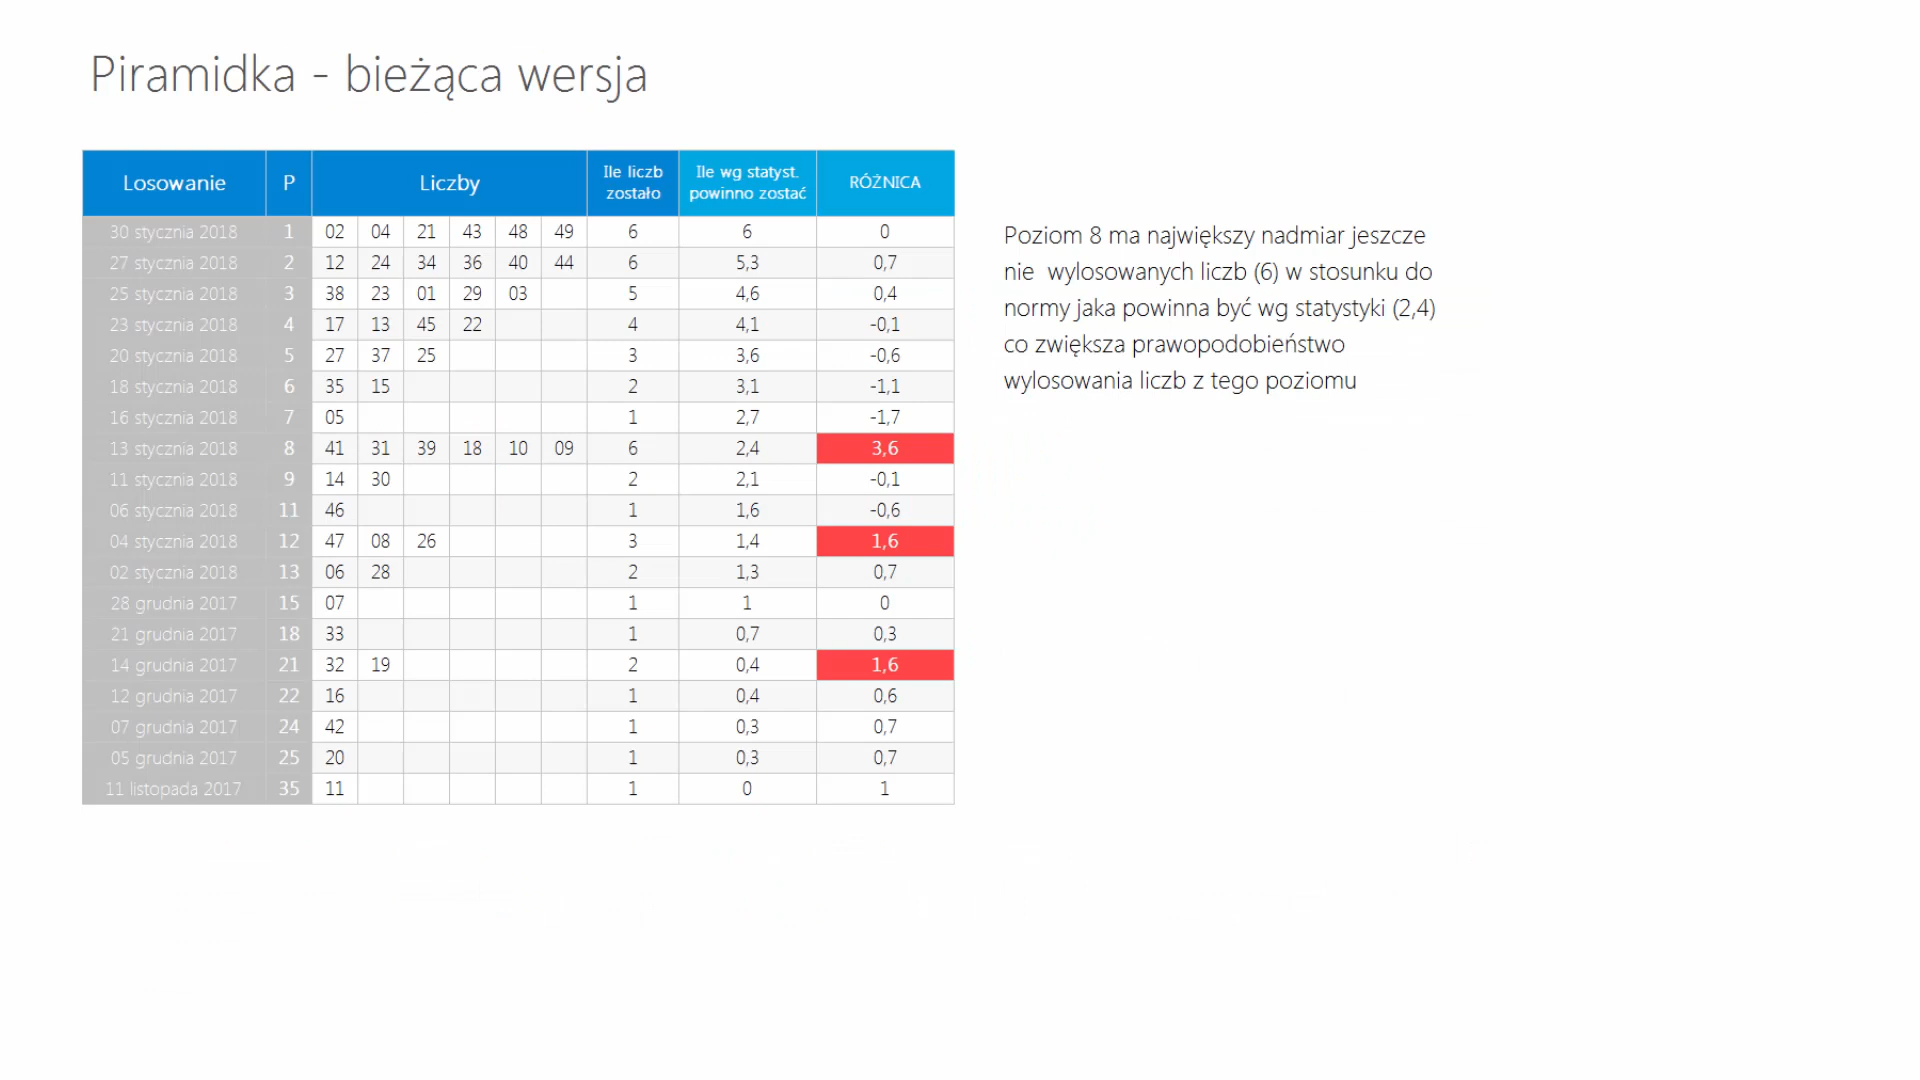 Piramidka - bieżąca wersja
Losowanie P Liczby Ile liczb zostało Ile wg statyst. powinno zostać RÓŻNICA
30 stycznia 2018 1 02 04 21 43 48 49 6 6 0
27 stycznia 2018 2 12 24 34 36 40 44 6 5,3 0,7
25 stycznia 2018 3 38 23 01 29 03 5 4,6 0,4
23 stycznia 2018 4 17 13 45 22 4 4,1 -0,1
20 stycznia 2018 5 27 37 25 3 3,6 -0,6
18 stycznia 2018 6 35 15 2 3,1 -1,1
16 stycznia 2018 7 05 1 2,7 -1,7
13 stycznia 2018 8 41 31 39 18 10 09 6 2,4 3,6
11 stycznia 2018 9 14 30 2 2,1 -0,1
06 stycznia 2018 11 46 1 1,6 -0,6
04 stycznia 2018 12 47 08 26 3 1,4 1,6
02 stycznia 2018 13 06 28 2 1,3 0,7
28 grudnia 2017 15 07 1 1 0
21 grudnia 2017 18 33 1 0,7 0,3
14 grudnia 2017 21 32 19 2 0,4 1,6
12 grudnia 2017 22 16 1 0,4 0,6
07 grudnia 2017 24 42 1 0,3 0,7
05 grudnia 2017 25 20 1 0,3 0,7
11 listopada 2017 35 11 1 0 1
Poziom 8 ma największy nadmiar jeszcze
nie wylosowanych liczb (6) w stosunku do
normy jaka powinna być wg statystyki (2,4)
co zwiększa prawopodobieństwo
wylosowania liczb z tego poziomu